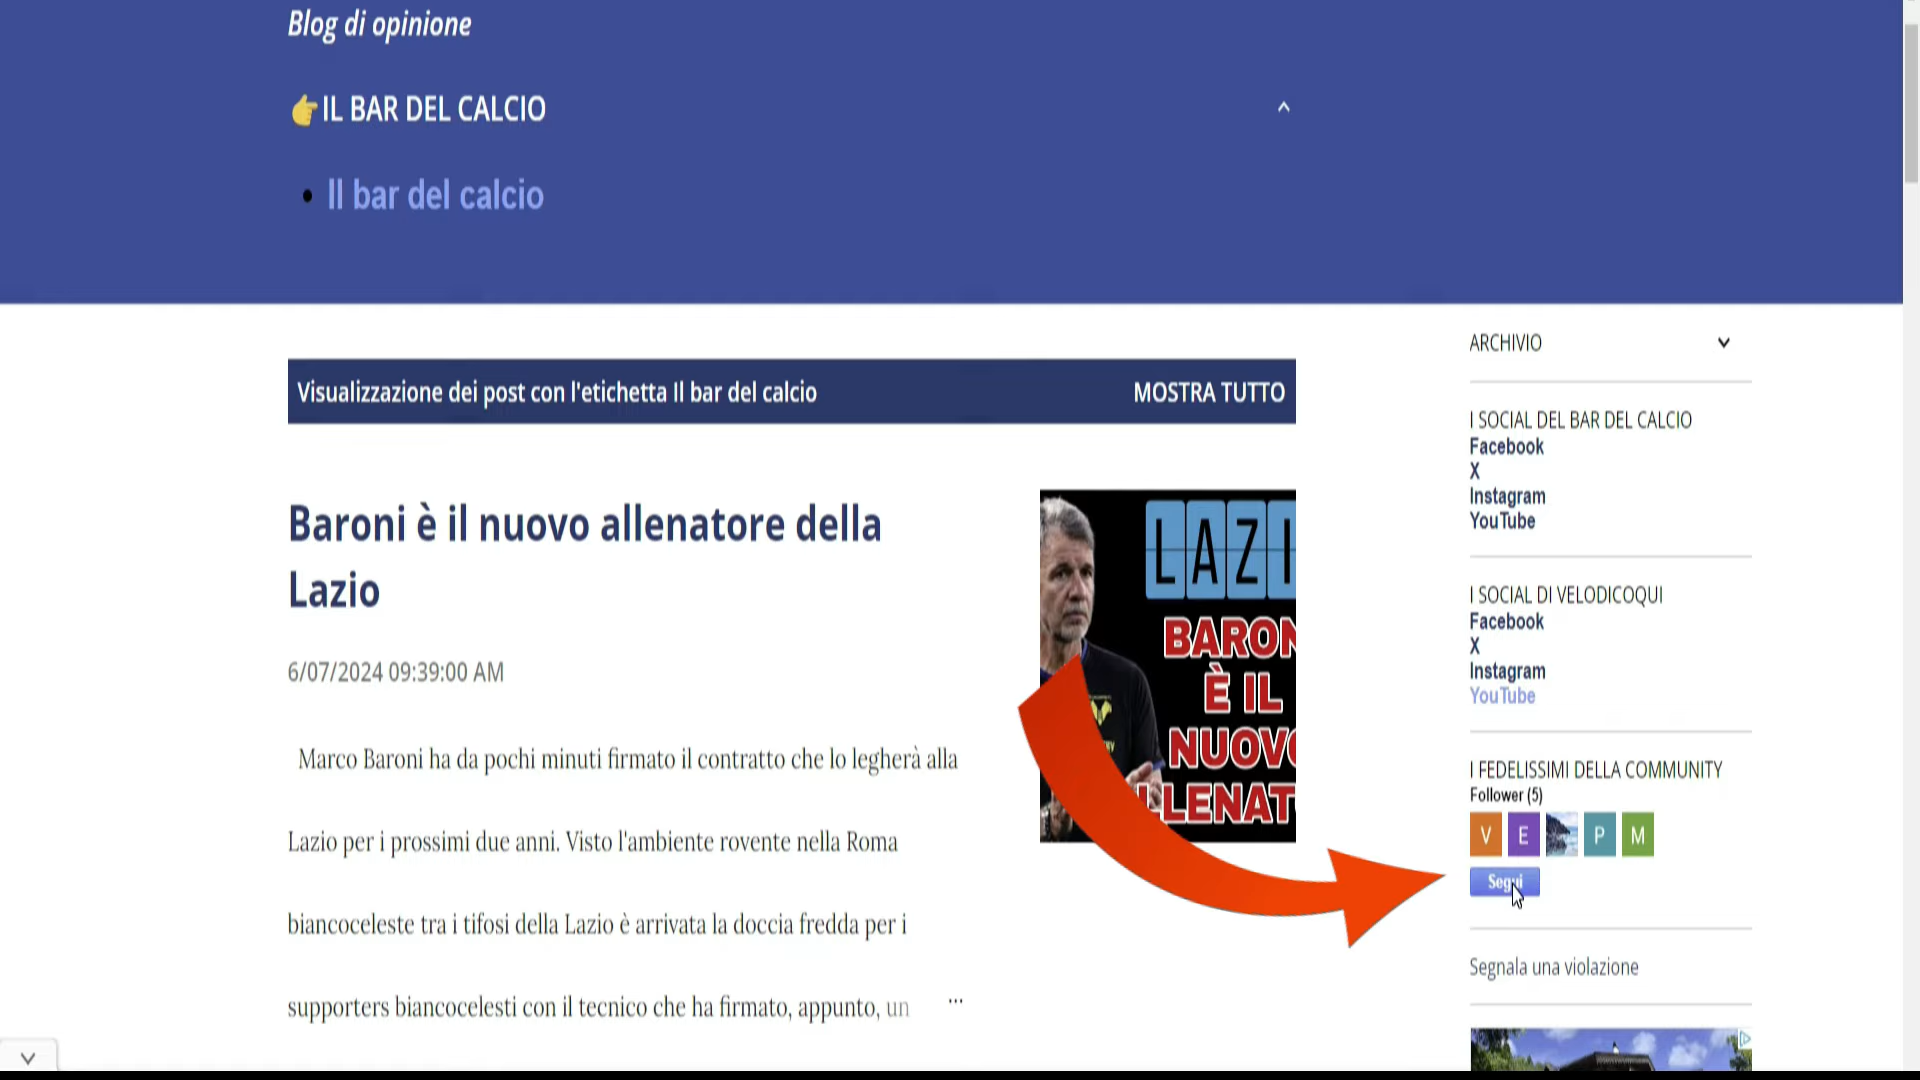 Blog di opinione
👉IL BAR DEL CALCIO
Il bar del calcio
Visualizzazione dei post con l'etichetta Il bar del calcio MOSTRA TUTTO
Baroni è il nuovo allenatore della
Lazio
6/07/2024 09:39:00 AM
Marco Baroni ha da pochi minuti firmato il contratto che lo legherà alla
Lazio per i prossimi due anni. Visto l'ambiente rovente nella Roma
biancoceleste tra i tifosi della Lazio è arrivata la doccia fredda per i
supporters biancocelesti con il tecnico che ha firmato, appunto, un ...
LAZI
BARON
È IL
NUOVO
LLENAT
ARCHIVIO
I SOCIAL DEL BAR DEL CALCIO
Facebook
X
Instagram
YouTube
I SOCIAL DI VELODICOQUI
Facebook
X
Instagram
YouTube
I FEDELISSIMI DELLA COMMUNITY
Follower (5)
V E P M
Segui
Segnala una violazione